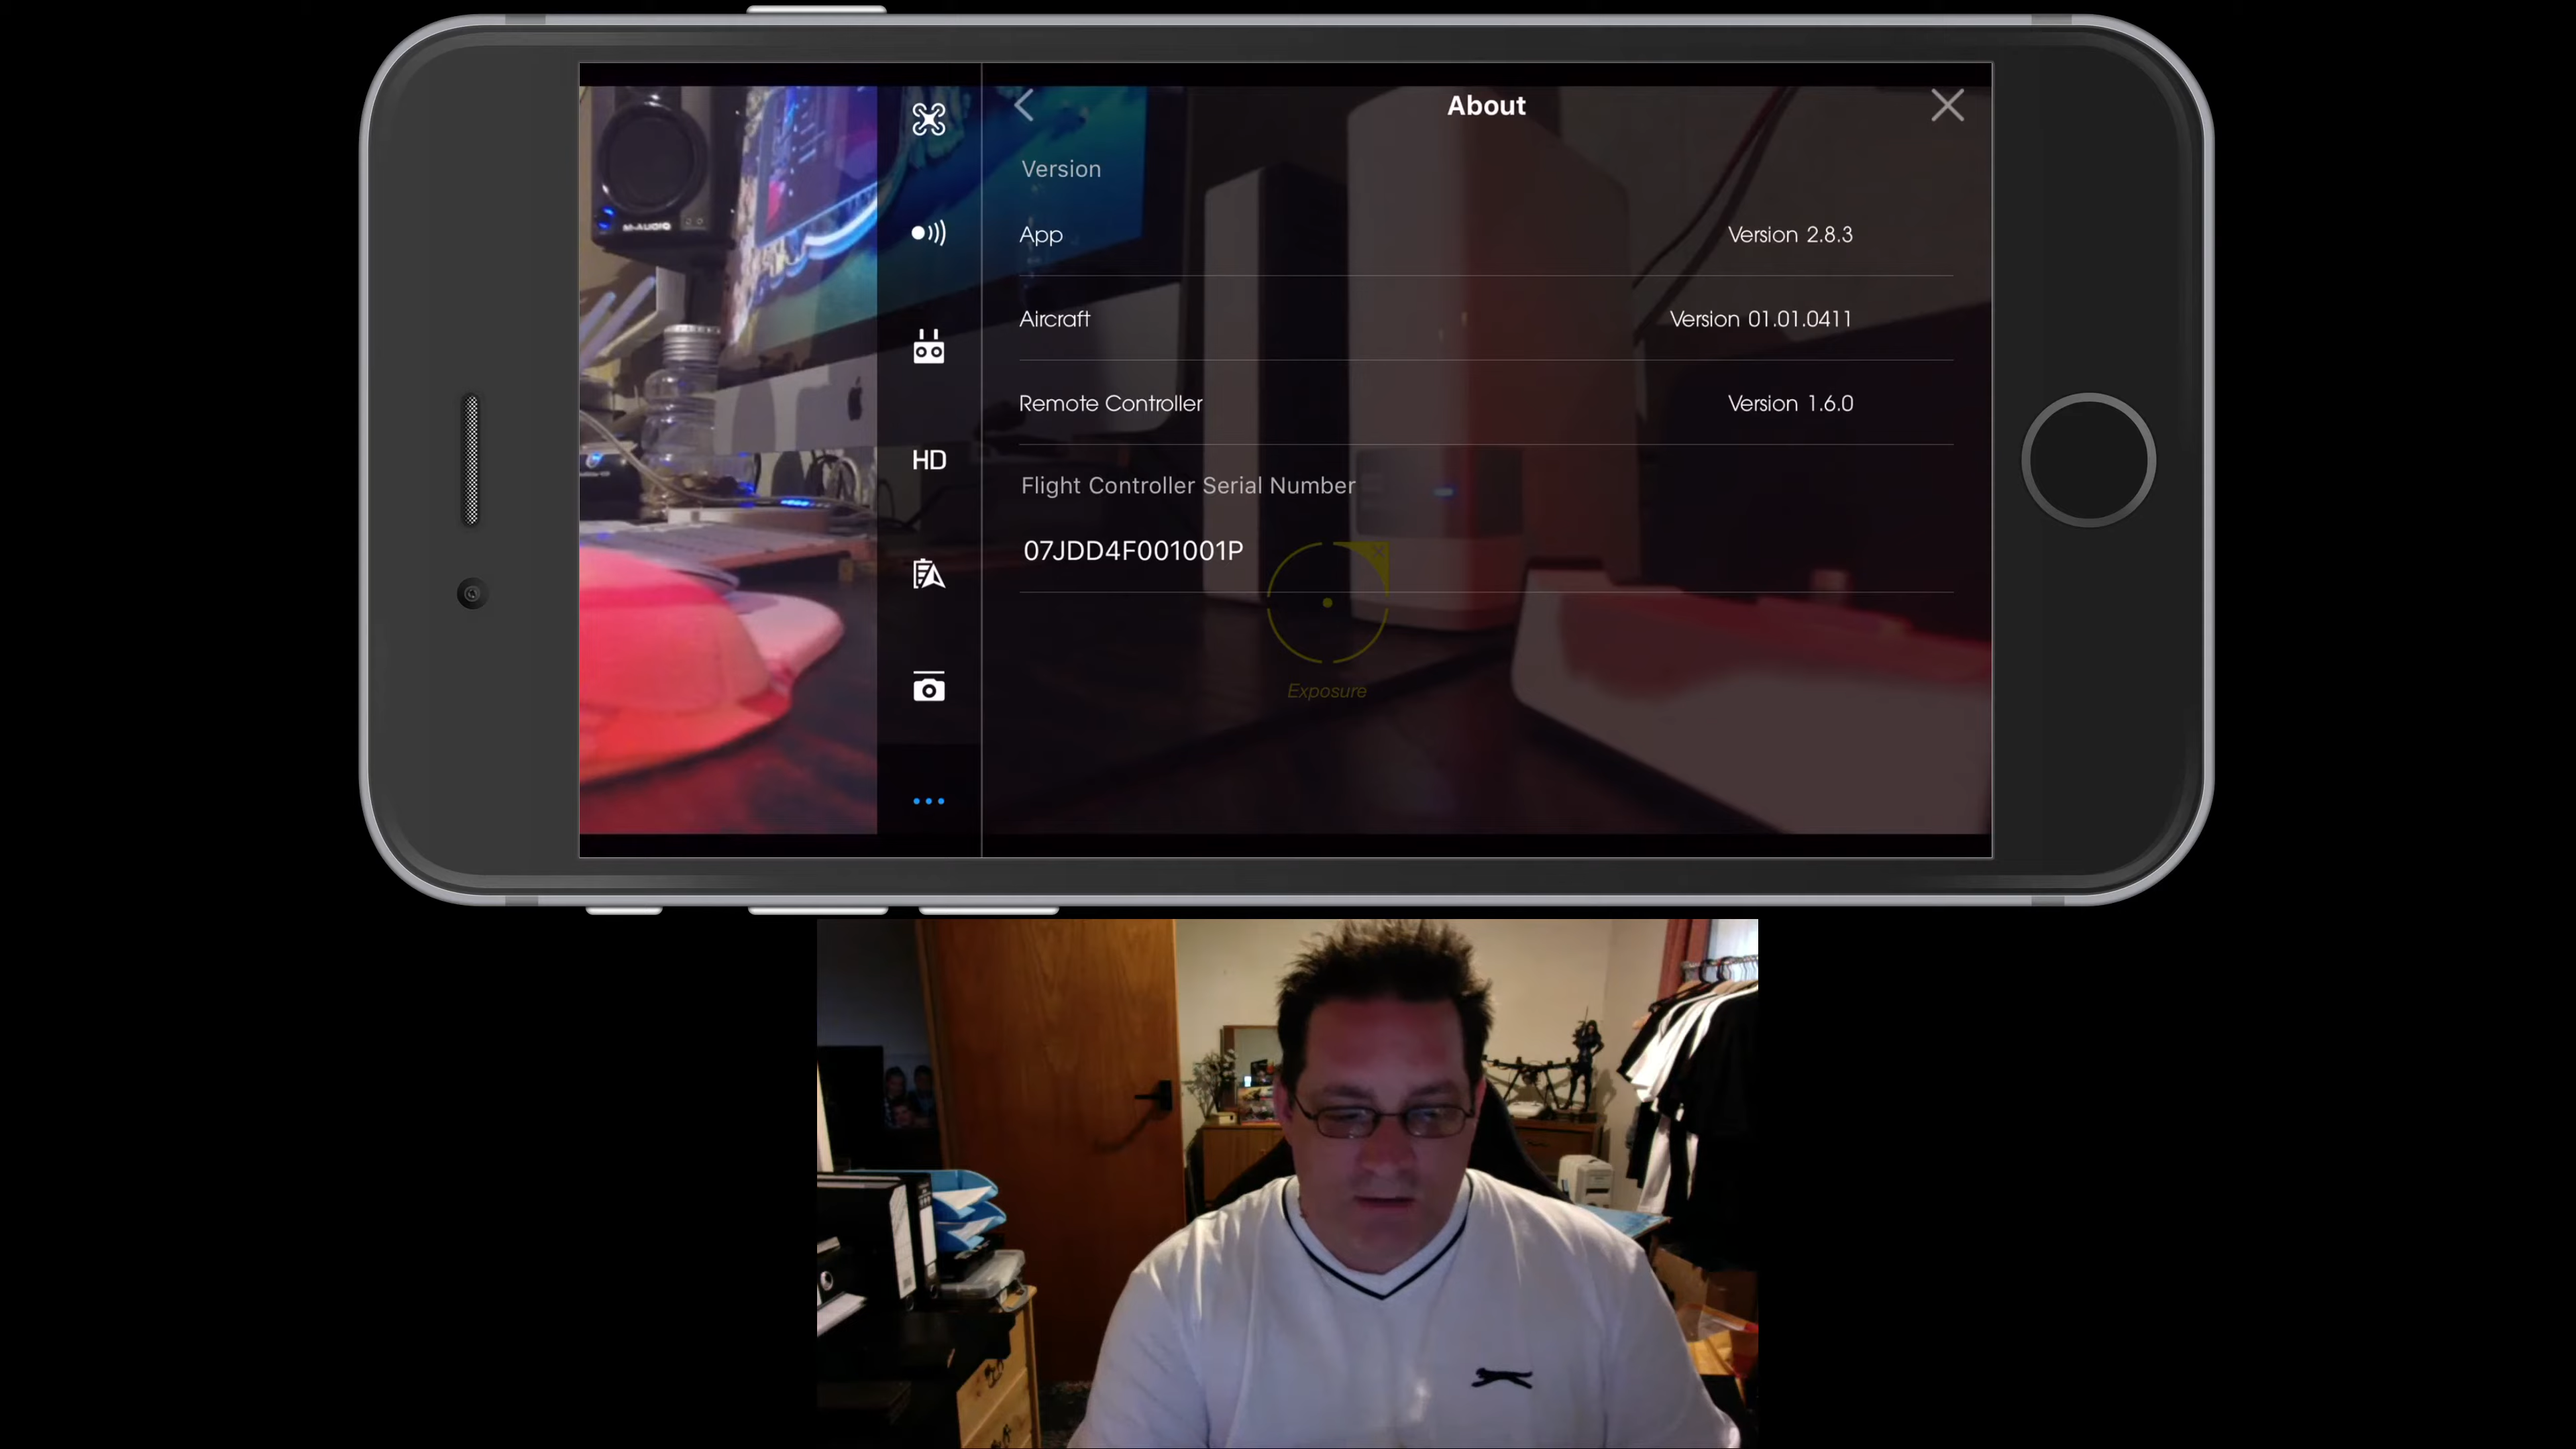 About
Version
App
Version 2.8.3
Aircraft
Version 01.01.0411
Remote Controller
Version 1.6.0
HD
Flight Controller Serial Number
07JDD4F001001P
Exposure
M-AUDIO